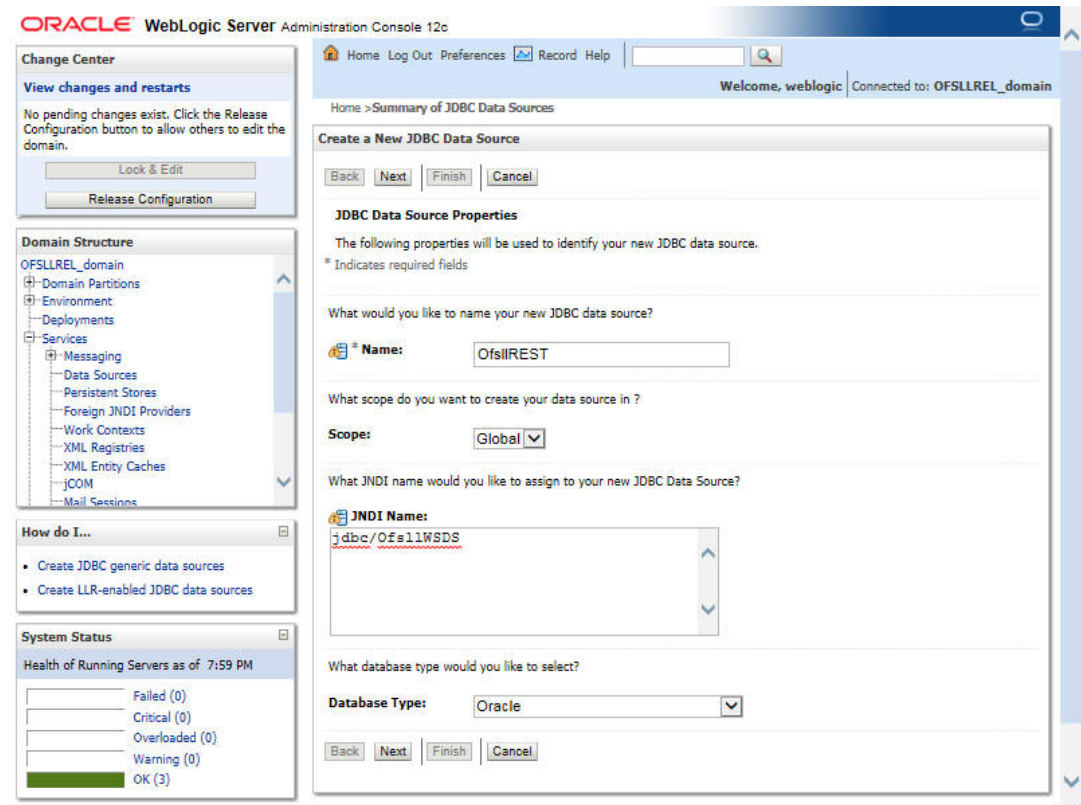 ORACLE WebLogic Server Administration Console 12c
Change Center
View changes and restarts
No pending changes exist. Click the Release
Configuration button to allow others to edit the
domain.
Lock & Edit
Release Configuration
Domain Structure
OFSLLREL_domain
Domain Partitions
Environment
Deployments
Services
Messaging
Data Sources
Persistent Stores
Foreign JNDI Providers
Work Contexts
XML Registries
XML Entity Caches
jCOM
Mail Sessions
How do I...
Create JDBC generic data sources
Create LLR-enabled JDBC data sources
System Status
Health of Running Servers as of 7:59 PM
Failed (0)
Critical (0)
Overloaded (0)
Warning (0)
OK (3)
Home Log Out Preferences Record Help
Welcome, weblogic Connected to: OFSLLREL_domain
Home >Summary of JDBC Data Sources
Create a New JDBC Data Source
Back Next Finish Cancel
JDBC Data Source Properties
The following properties will be used to identify your new JDBC data source.
* Indicates required fields
What would you like to name your new JDBC data source?
* Name: OfsllREST
What scope do you want to create your data source in ?
Scope: Global
What JNDI name would you like to assign to your new JDBC Data Source?
JNDI Name:
jdbc/OfsllWSDS
What database type would you like to select?
Database Type: Oracle
Back Next Finish Cancel